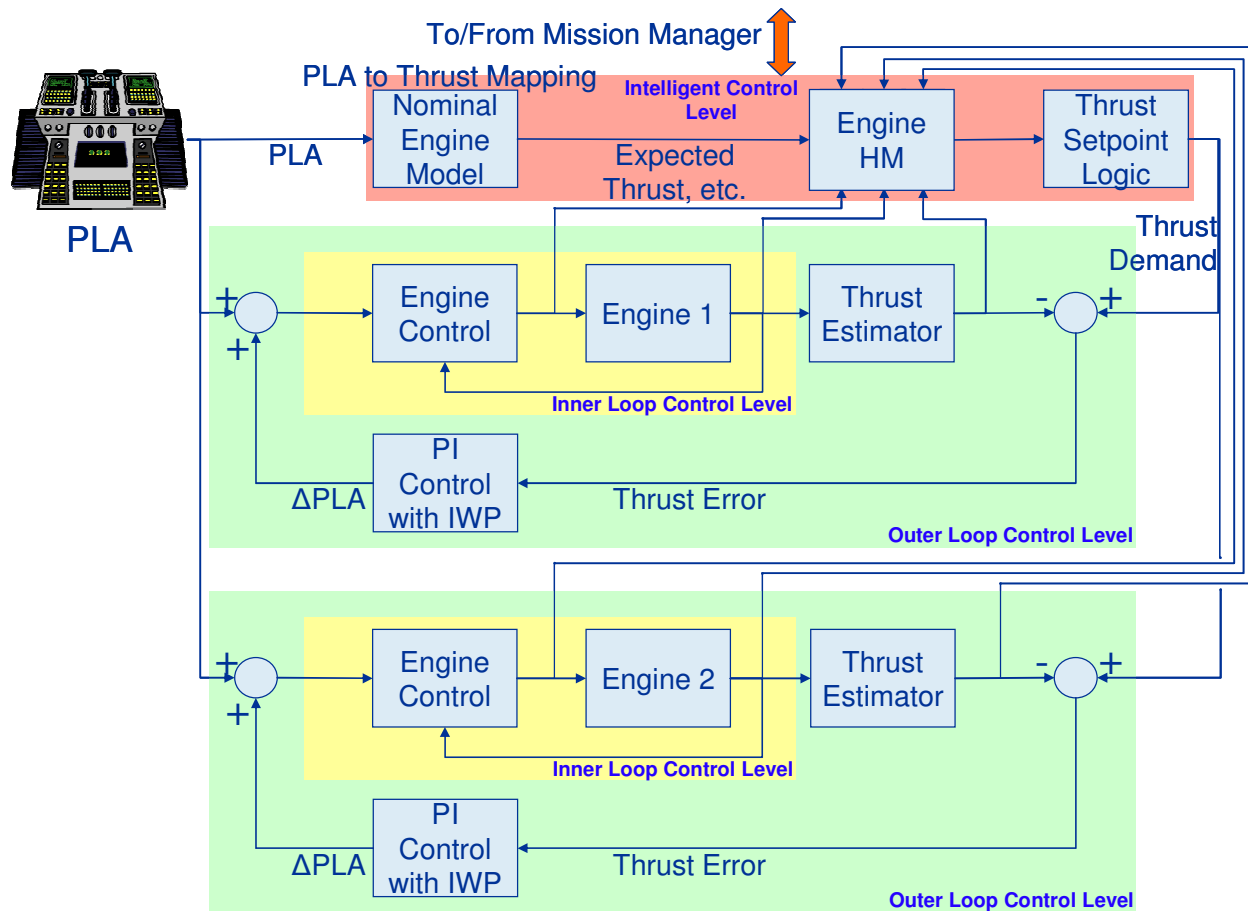 To/From Mission Manager
PLA to Thrust Mapping
Intelligent Control
Level
Nominal
Engine
Model
Engine
HM
Thrust
Setpoint
Logic
PLA
Expected
Thrust, etc.
PLA
Thrust
Demand
+
+
Engine
Control
Engine 1
Thrust
Estimator
-
+
Inner Loop Control Level
PI
Control
with IWP
ΔPLA
Thrust Error
Outer Loop Control Level
+
+
Engine
Control
Engine 2
Thrust
Estimator
-
+
Inner Loop Control Level
PI
Control
with IWP
ΔPLA
Thrust Error
Outer Loop Control Level